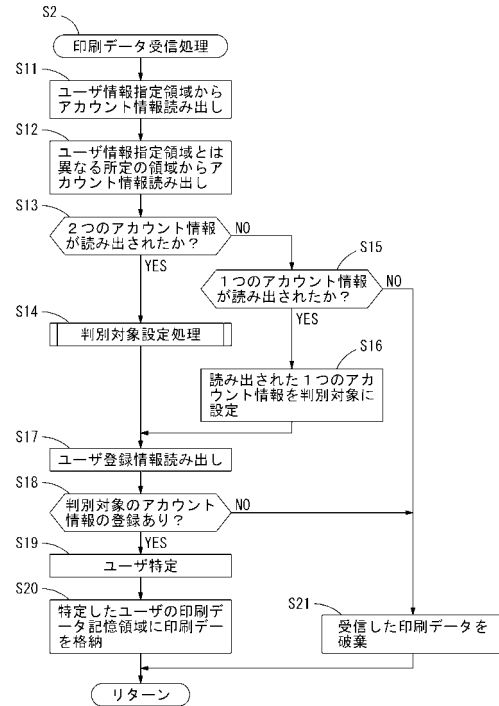 S2
印刷データ受信処理
S11
ユーザ情報指定領域から
アカウント情報読み出し
S12
ユーザ情報指定領域とは
異なる所定の領域からア
カウント情報読み出し
S13
２つのアカウント情報
が読み出されたか？
NO
YES
S15
１つのアカウント情報
が読み出されたか？
NO
YES
S14
判別対象設定処理
S16
読み出された１つのアカ
ウント情報を判別対象に
設定
S17
ユーザ登録情報読み出し
S18
判別対象のアカウント
情報の登録あり？
NO
YES
S19
ユーザ特定
S20
特定したユーザの印刷デ
ータ記憶領域に印刷デー
を格納
S21
受信した印刷データを
破棄
リターン